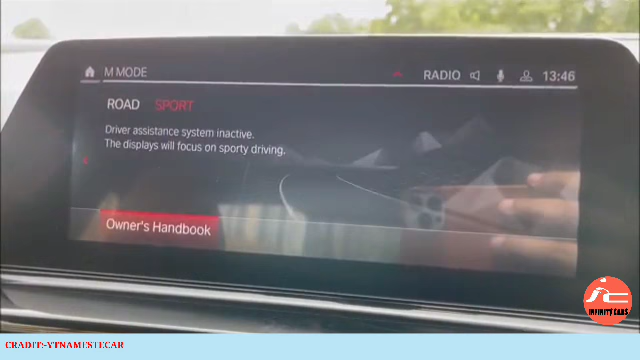 M MODE
RADIO 13:46
ROAD SPORT
Driver assistance system inactive.
The displays will focus on sporty driving.
Owner's Handbook
INFINITY CARS
CRADIT:-YTNAMESTECAR